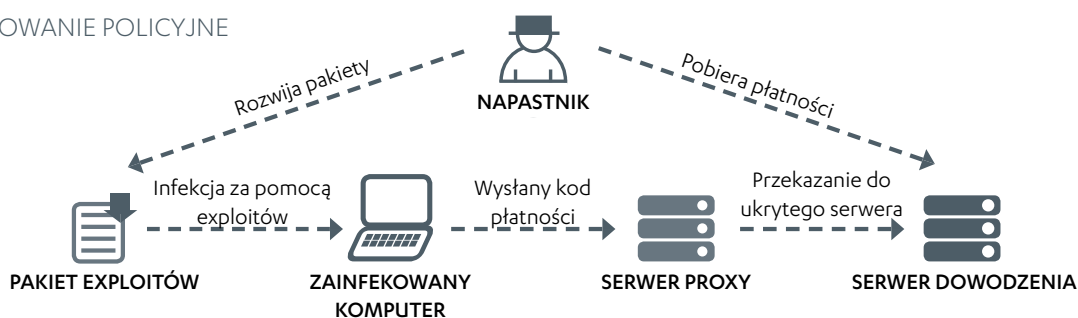 OWANIE POLICYJNE
Rozwija pakiety
NAPASTNIK
Pobiera płatności
Infekcja za pomocą
exploitów
Wysłany kod
płatności
Przekazanie do
ukrytego serwera
PAKIET EXPLOITÓW
ZAINFEKOWANY
KOMPUTER
SERWER PROXY
SERWER DOWODZENIA